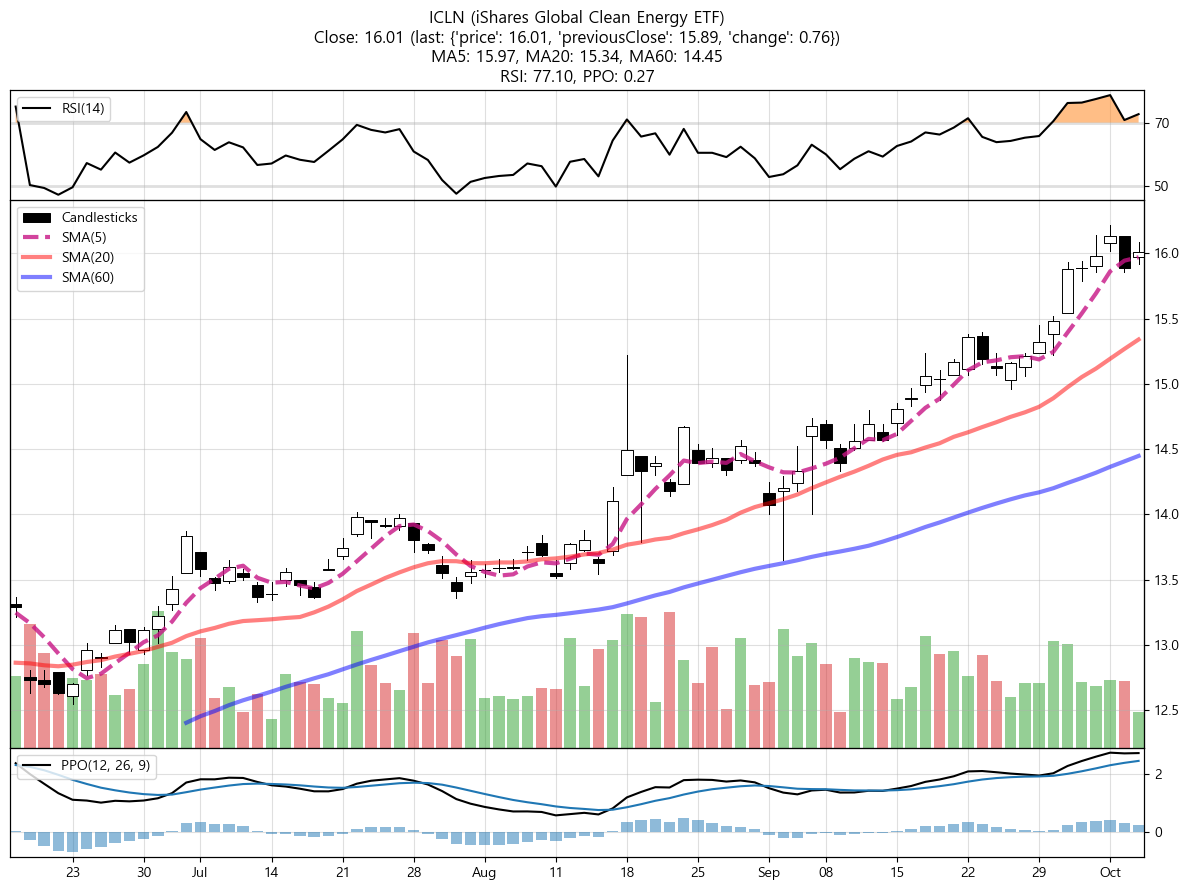 ICLN (iShares Global Clean Energy ETF)
Close: 16.01 (last: {'price': 16.01, 'previousClose': 15.89, 'change': 0.76})
MA5: 15.97, MA20: 15.34, MA60: 14.45
RSI: 77.10, PPO: 0.27
RSI(14)
70
50
Candlesticks
SMA(5)
SMA(20)
SMA(60)
16.0
15.5
15.0
14.5
14.0
13.5
13.0
12.5
PPO(12, 26, 9)
2
0
23 30 Jul 14 21 28 Aug 11 18 25 Sep 08 15 22 29 Oct